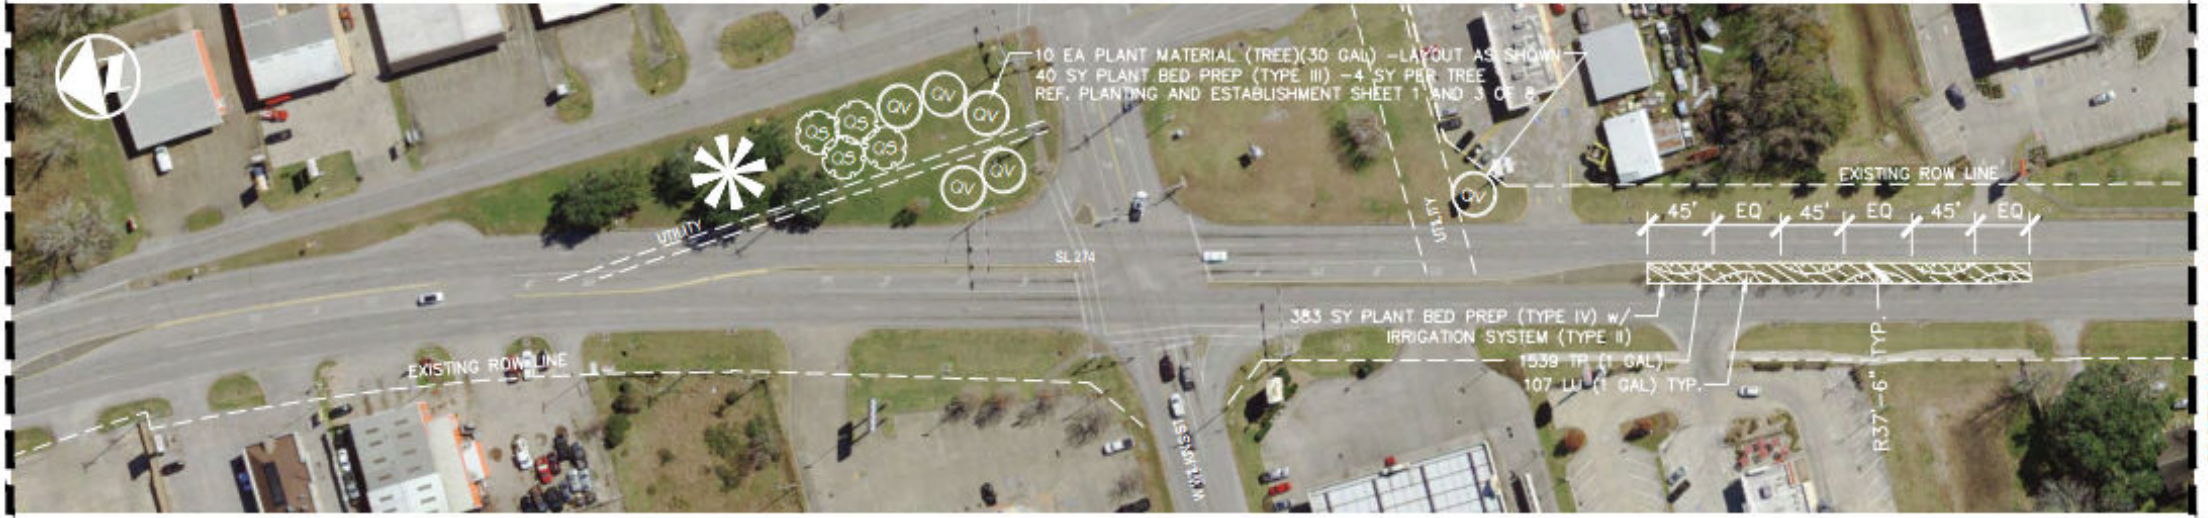 10 EA PLANT MATERIAL (TREE)(30 GAL) -LAYOUT AS SHOWN
40 SY PLANT BED PREP (TYPE III) -4 SY PER TREE
REF. PLANTING AND ESTABLISHMENT SHEET 1 AND 3 OF 8
QS QS QV QV QV
QS QS
QV QV
QV
UTILITY
UTILITY
SL 274
EXISTING ROW LINE
45' EQ 45' EQ 45' EQ
383 SY PLANT BED PREP (TYPE IV) w/
IRRIGATION SYSTEM (TYPE II)
1539 TR (1 GAL)
107 LU (1 GAL) TYP.
R37'-6" TYP.
EXISTING ROW LINE